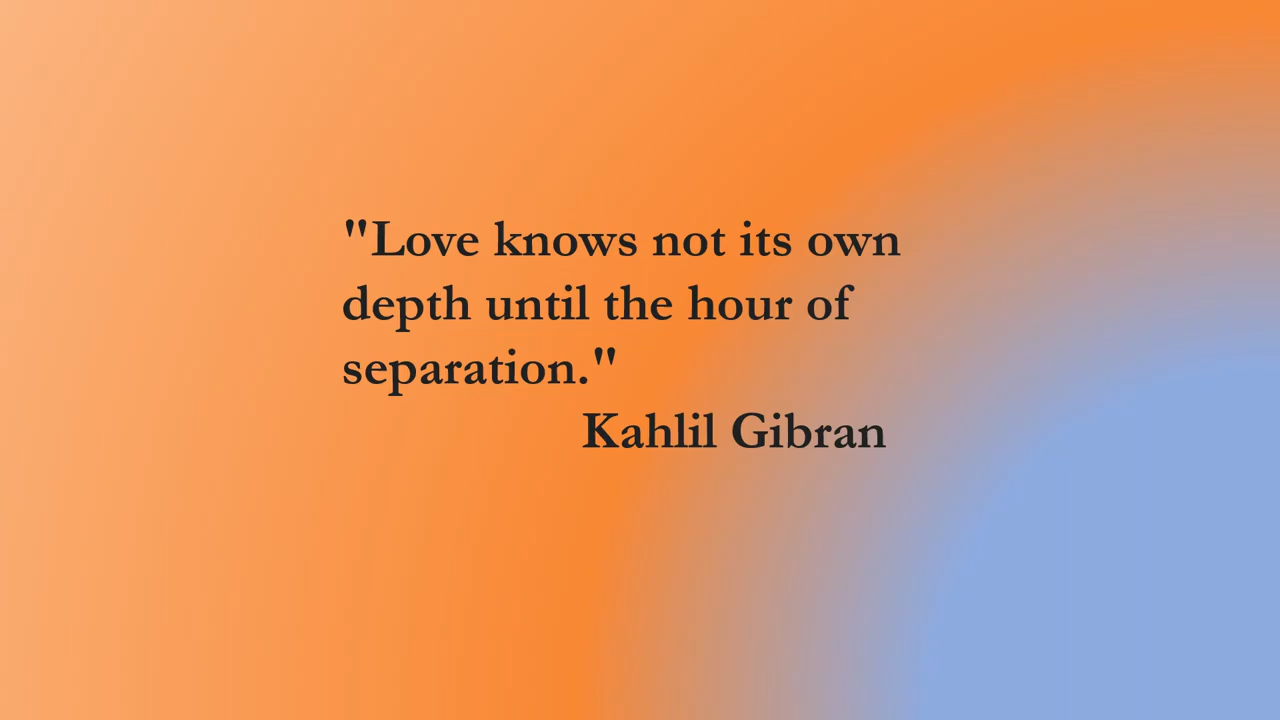 "Love knows not its own
depth until the hour of
separation."
Kahlil Gibran